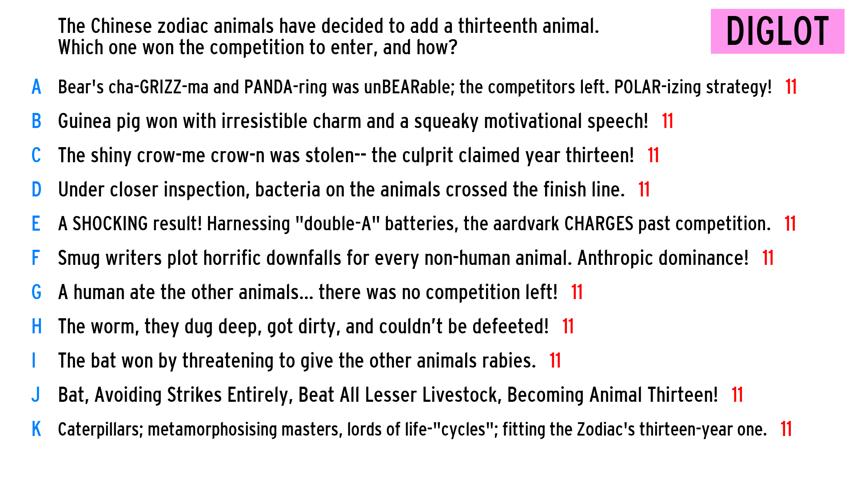 The Chinese zodiac animals have decided to add a thirteenth animal.
Which one won the competition to enter, and how?
DIGLOT
A Bear's cha-GRIZZ-ma and PANDA-ring was unBEARable; the competitors left. POLAR-izing strategy! 11
B Guinea pig won with irresistible charm and a squeaky motivational speech! 11
C The shiny crow-me crow-n was stolen-- the culprit claimed year thirteen! 11
D Under closer inspection, bacteria on the animals crossed the finish line. 11
E A SHOCKING result! Harnessing "double-A" batteries, the aardvark CHARGES past competition. 11
F Smug writers plot horrific downfalls for every non-human animal. Anthropic dominance! 11
G A human ate the other animals... there was no competition left! 11
H The worm, they dug deep, got dirty, and couldn't be defeeted! 11
I The bat won by threatening to give the other animals rabies. 11
J Bat, Avoiding Strikes Entirely, Beat All Lesser Livestock, Becoming Animal Thirteen! 11
K Caterpillars; metamorphosising masters, lords of life-"cycles"; fitting the Zodiac's thirteen-year one. 11